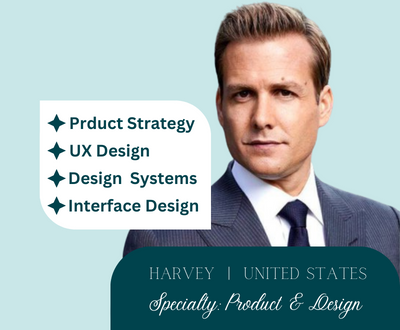 Prduct Strategy
UX Design
Design Systems
Interface Design
HARVEY | UNITED STATES
Specialty: Product & Design